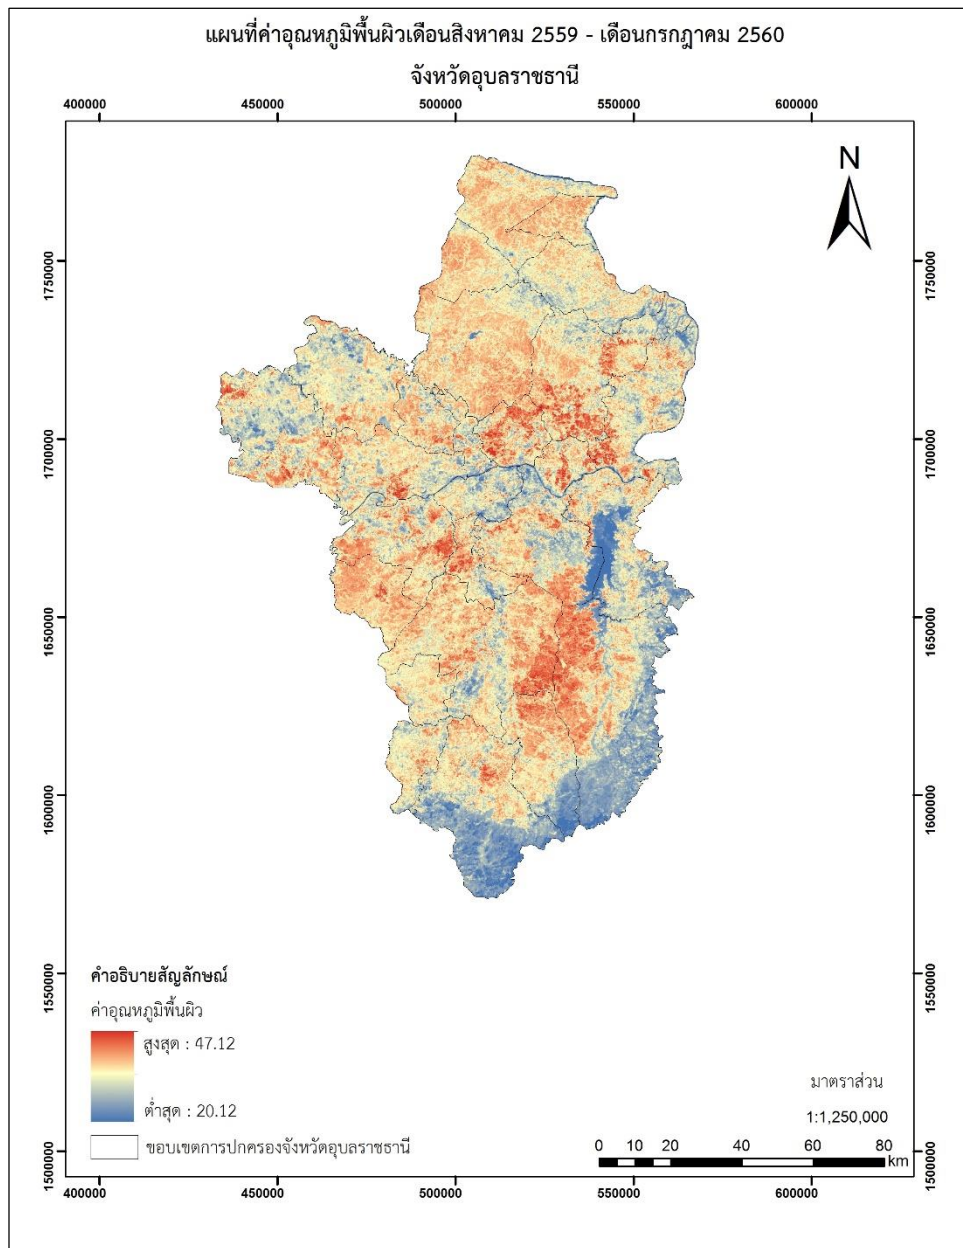 แผนที่ค่าอุณหภูมิพื้นผิวเดือนสิงหาคม 2559 - เดือนกรกฎาคม 2560
จังหวัดอุบลราชธานี
400000 450000 500000 550000 600000
N
1750000 1750000
1700000 1700000
1650000 1650000
1600000 1600000
1550000 1550000
1500000 1500000
คำอธิบายสัญลักษณ์
ค่าอุณหภูมิพื้นผิว
สูงสุด : 47.12
ต่ำสุด : 20.12
ขอบเขตการปกครองจังหวัดอุบลราชธานี
มาตราส่วน
1:1,250,000
0 10 20 40 60 80
km
400000 450000 500000 550000 600000